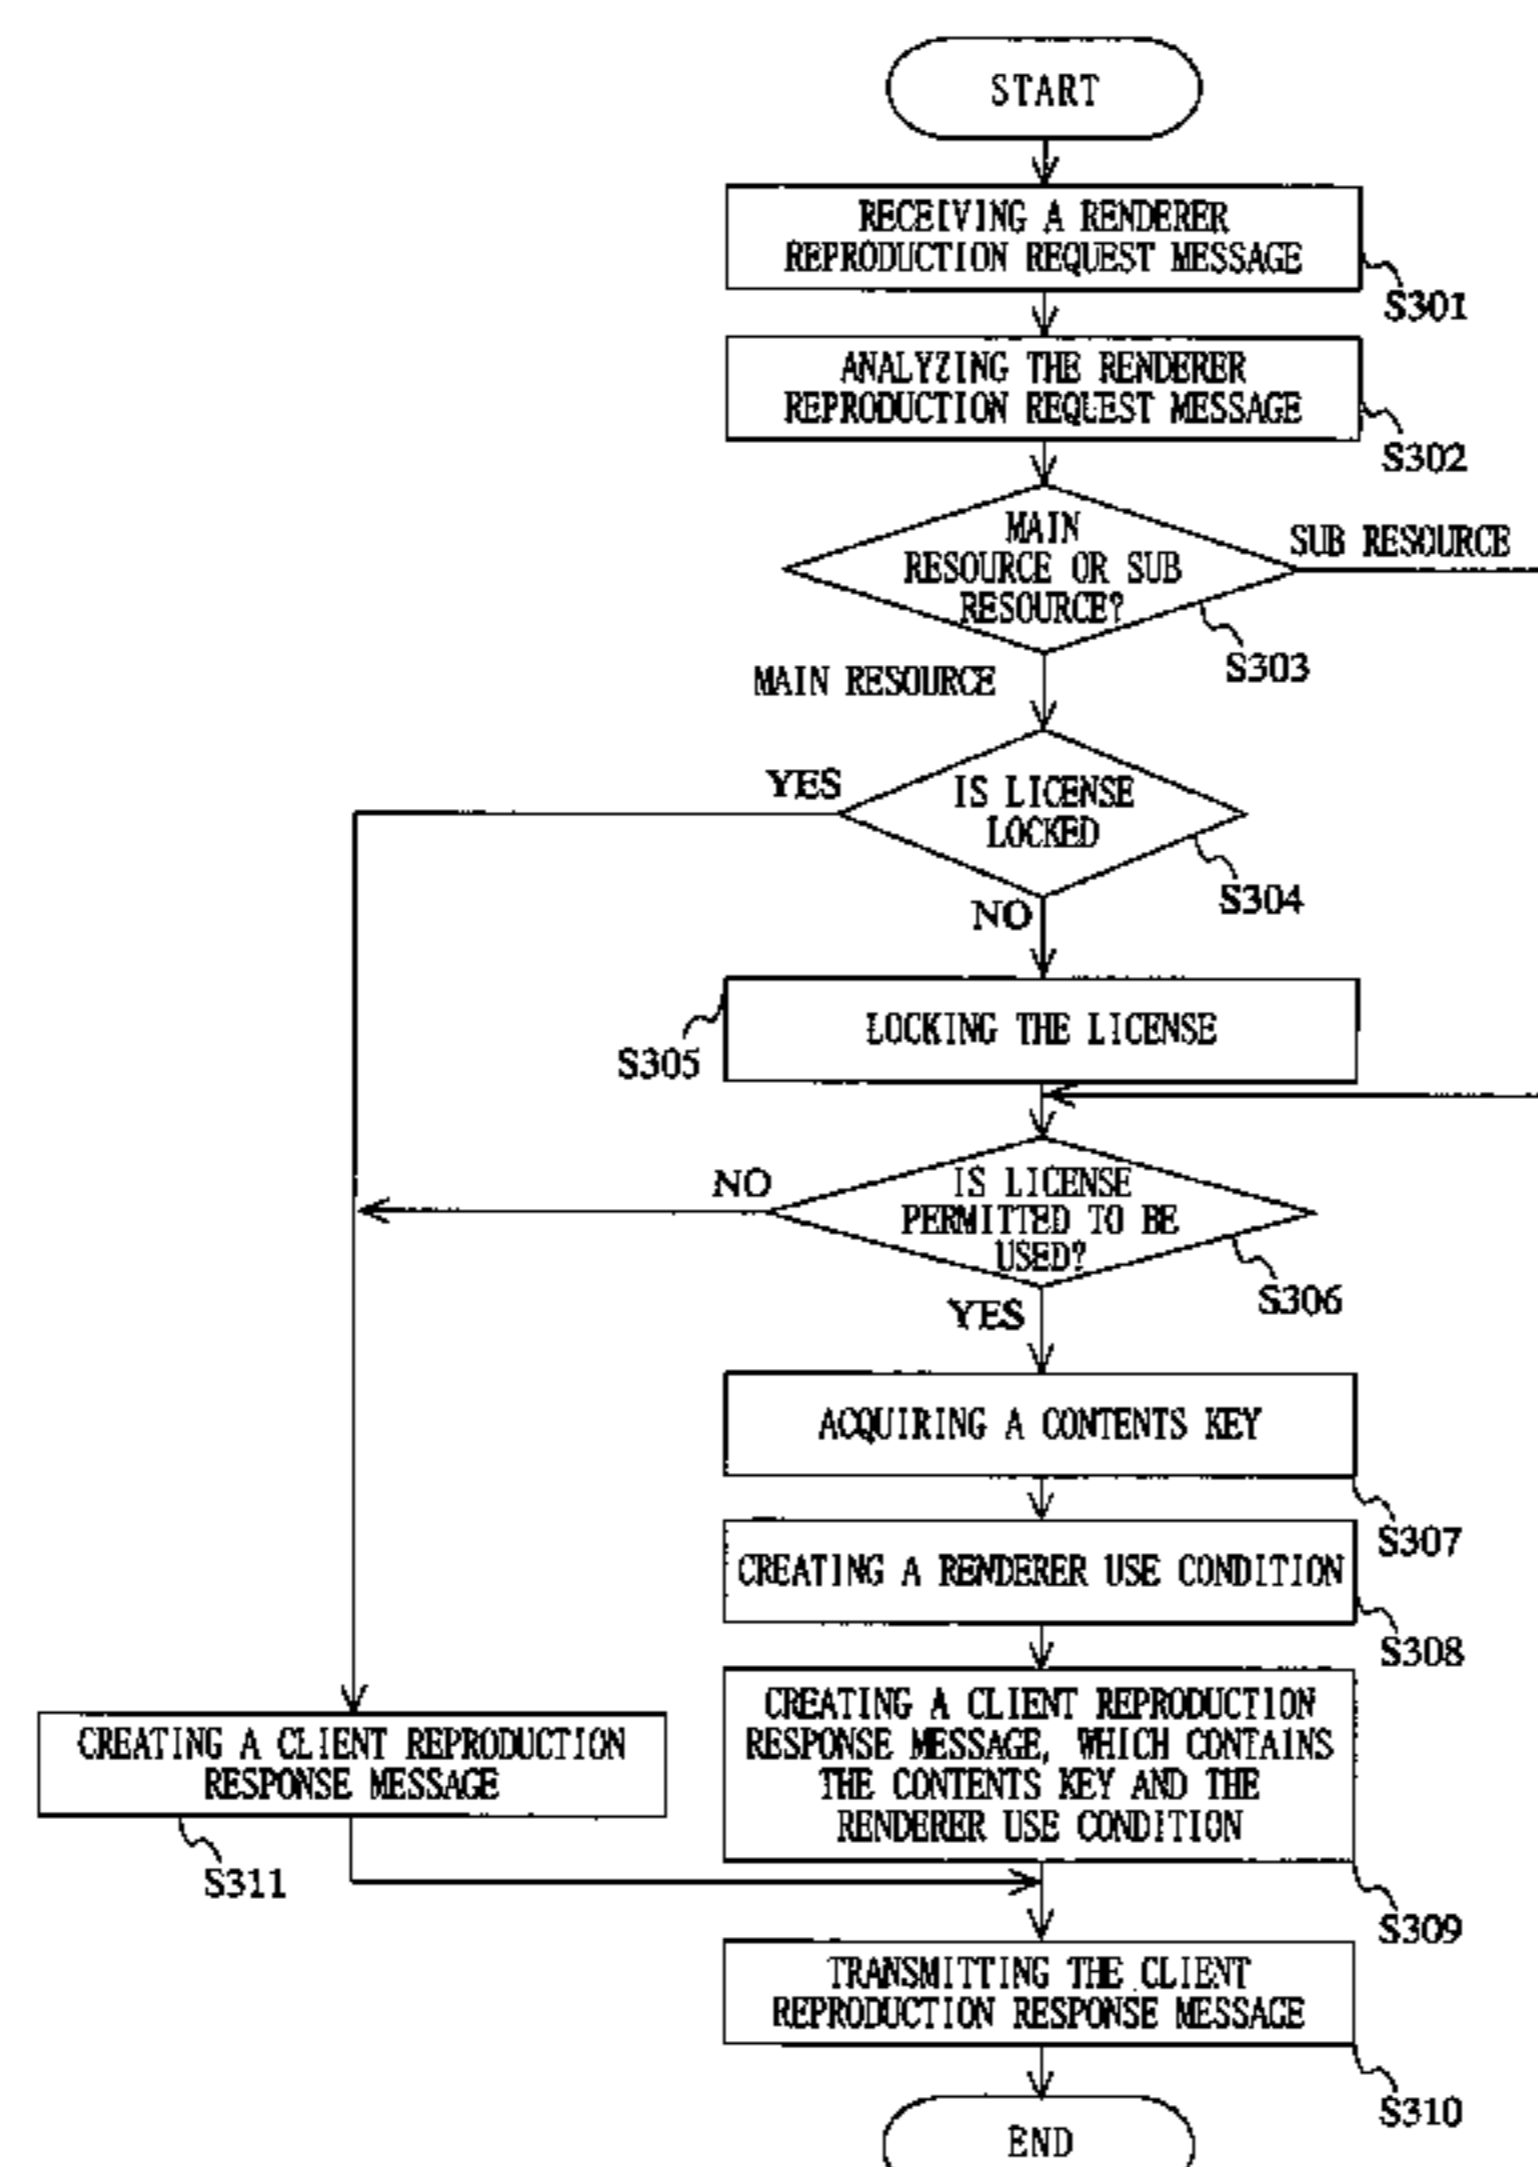 START
RECEIVING A RENDERER
REPRODUCTION REQUEST MESSAGE
S301
ANALYZING THE RENDERER
REPRODUCTION REQUEST MESSAGE
S302
MAIN
RESOURCE OR SUB
RESOURCE?
SUB RESOURCE
S303
MAIN RESOURCE
IS LICENSE
LOCKED
YES
S304
NO
LOCKING THE LICENSE
S305
IS LICENSE
PERMITTED TO BE
USED?
NO
S306
YES
ACQUIRING A CONTENTS KEY
S307
CREATING A RENDERER USE CONDITION
S308
CREATING A CLIENT REPRODUCTION
RESPONSE MESSAGE, WHICH CONTAINS
THE CONTENTS KEY AND THE
RENDERER USE CONDITION
S309
CREATING A CLIENT REPRODUCTION
RESPONSE MESSAGE
S311
TRANSMITTING THE CLIENT
REPRODUCTION RESPONSE MESSAGE
S310
END